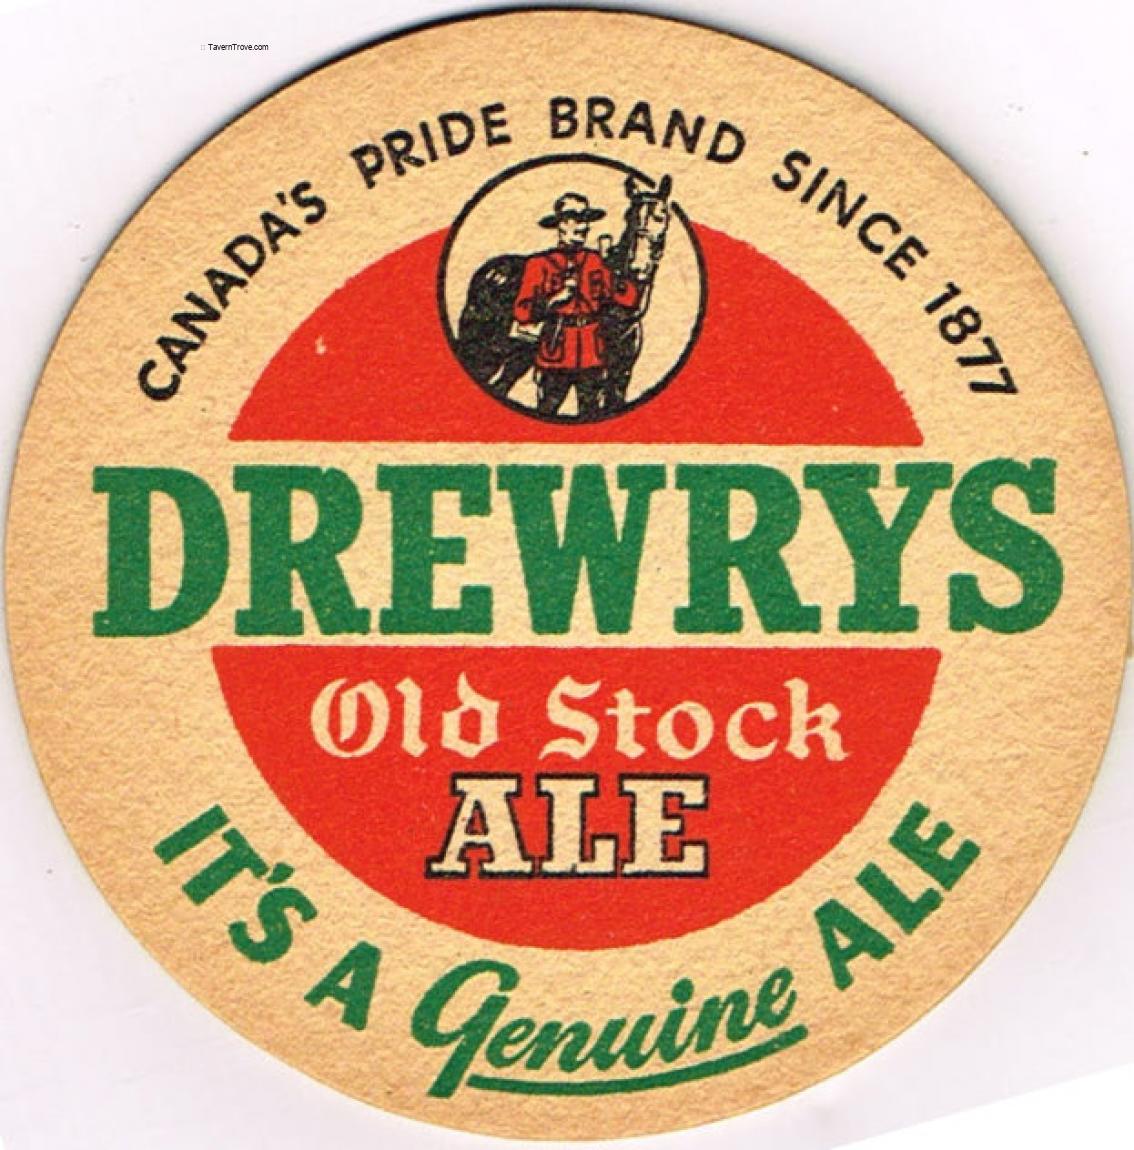 :: TavernTrove.com
CANADA'S PRIDE BRAND SINCE 1877
DREWRYS
Old Stock
ALE
IT'S A Genuine ALE